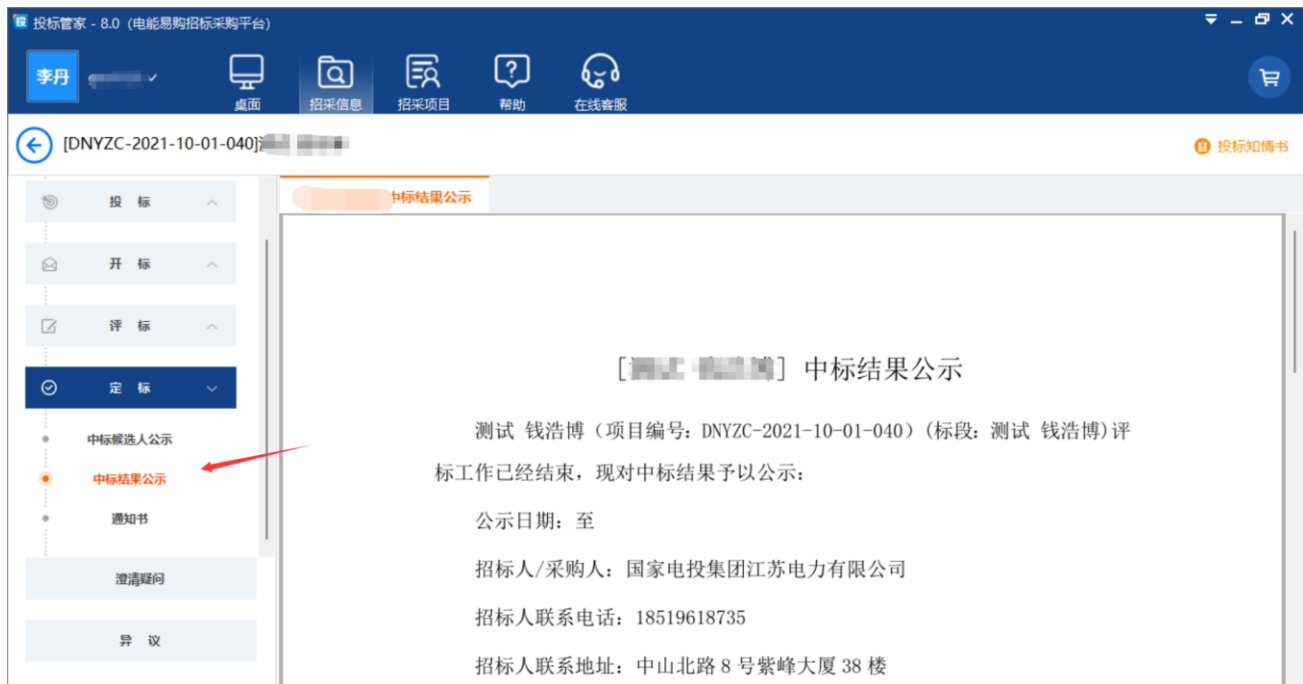 投标管家 - 8.0（电能易购招标采购平台）
李丹
桌面
招采信息
招采项目
帮助
在线客服
[DNYZC-2021-10-01-040]
投标知情书
投 标
开 标
评 标
定 标
中标候选人公示
中标结果公示
通知书
澄清疑问
异 议
中标结果公示
[ ] 中标结果公示
测试 钱浩博（项目编号：DNYZC-2021-10-01-040）(标段：测试 钱浩博)评
标工作已经结束，现对中标结果予以公示：
公示日期：至
招标人/采购人：国家电投集团江苏电力有限公司
招标人联系电话：18519618735
招标人联系地址：中山北路 8 号紫峰大厦 38 楼